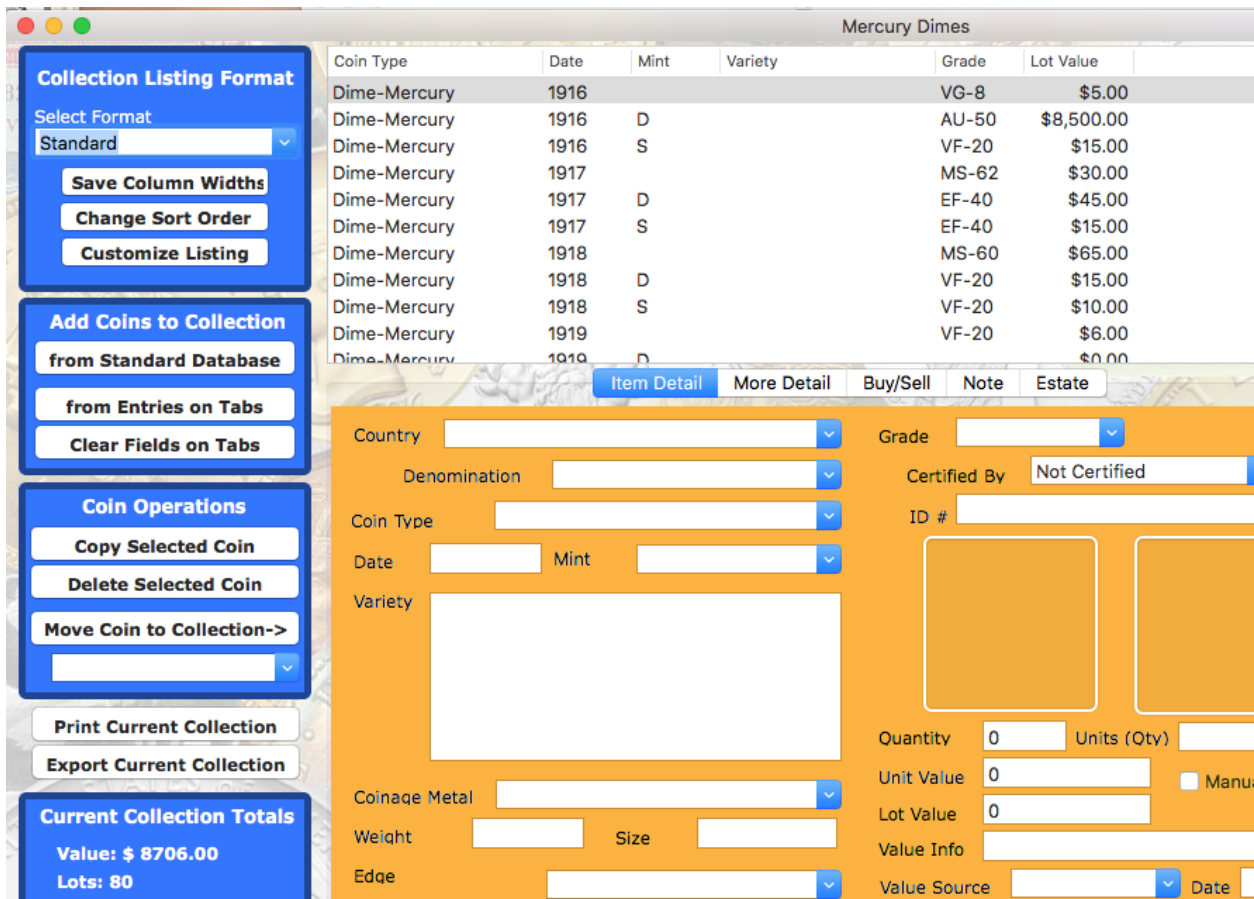 Mercury Dimes
Collection Listing Format
Select Format
Standard
Save Column Widths
Change Sort Order
Customize Listing
Add Coins to Collection
from Standard Database
from Entries on Tabs
Clear Fields on Tabs
Coin Operations
Copy Selected Coin
Delete Selected Coin
Move Coin to Collection->
Print Current Collection
Export Current Collection
Current Collection Totals
Value: $ 8706.00
Lots: 80
Coin Type Date Mint Variety Grade Lot Value
Dime-Mercury 1916 VG-8 $5.00
Dime-Mercury 1916 D AU-50 $8,500.00
Dime-Mercury 1916 S VF-20 $15.00
Dime-Mercury 1917 MS-62 $30.00
Dime-Mercury 1917 D EF-40 $45.00
Dime-Mercury 1917 S EF-40 $15.00
Dime-Mercury 1918 MS-60 $65.00
Dime-Mercury 1918 D VF-20 $15.00
Dime-Mercury 1918 S VF-20 $10.00
Dime-Mercury 1919 VF-20 $6.00
Dime-Mercury 1919 D $0.00
Item Detail More Detail Buy/Sell Note Estate
Country
Denomination
Coin Type
Date Mint
Variety
Coinage Metal
Weight Size
Edge
Grade
Certified By Not Certified
ID #
Quantity 0 Units (Qty)
Unit Value 0 Manua
Lot Value 0
Value Info
Value Source Date